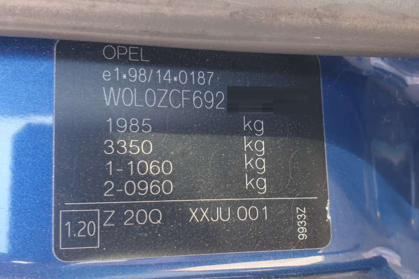 OPEL
e1*98/14*0187
W0L0ZCF692
1985 kg
3350 kg
1-1060 kg
2-0960 kg
1.20 Z 20Q XXJU 001
9933Z